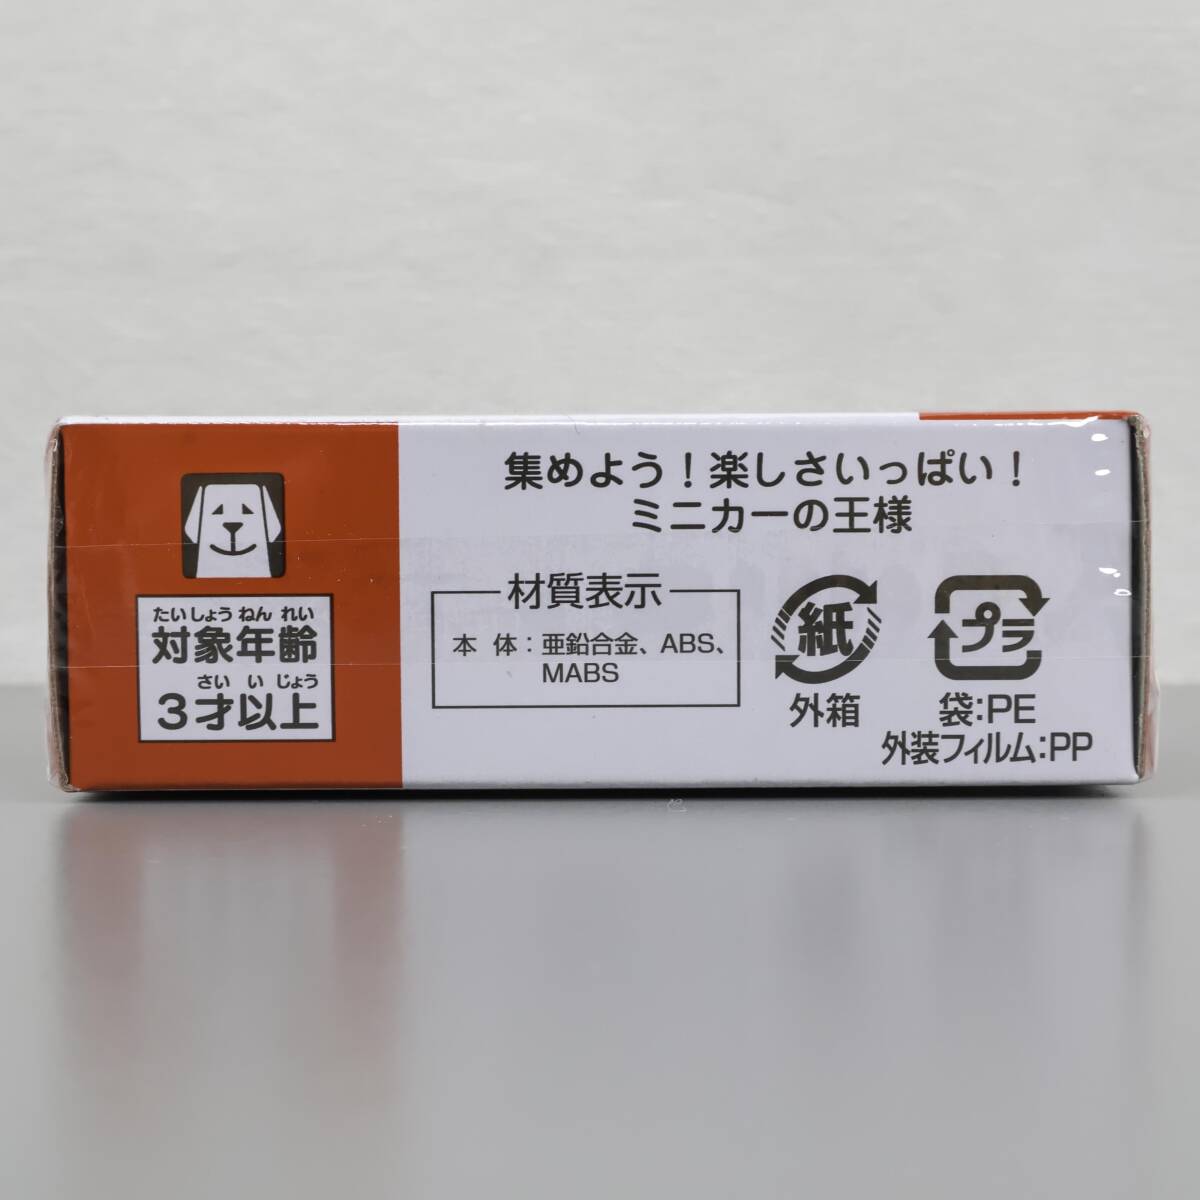 たいしょうねんれい
対象年齢
さいいじょう
３才以上
集めよう！楽しさいっぱい！
ミニカーの王様
材質表示
本体：亜鉛合金、ABS、
MABS
紙
外箱
プラ
袋：PE
外装フィルム：PP